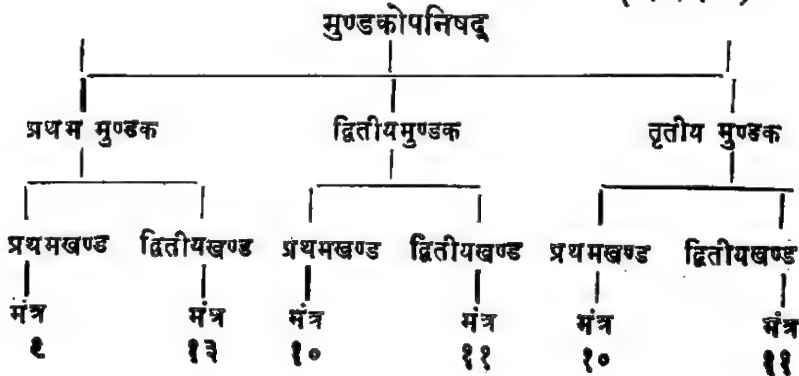 मुण्डकोपनिषद्
प्रथम मुण्डक द्वितीयमुण्डक तृतीय मुण्डक
प्रथमखण्ड द्वितीयखण्ड प्रथमखण्ड द्वितीयखण्ड प्रथमखण्ड द्वितीयखण्ड
मंत्र मंत्र मंत्र मंत्र मंत्र मंत्र
९ १३ १० ११ १० ११